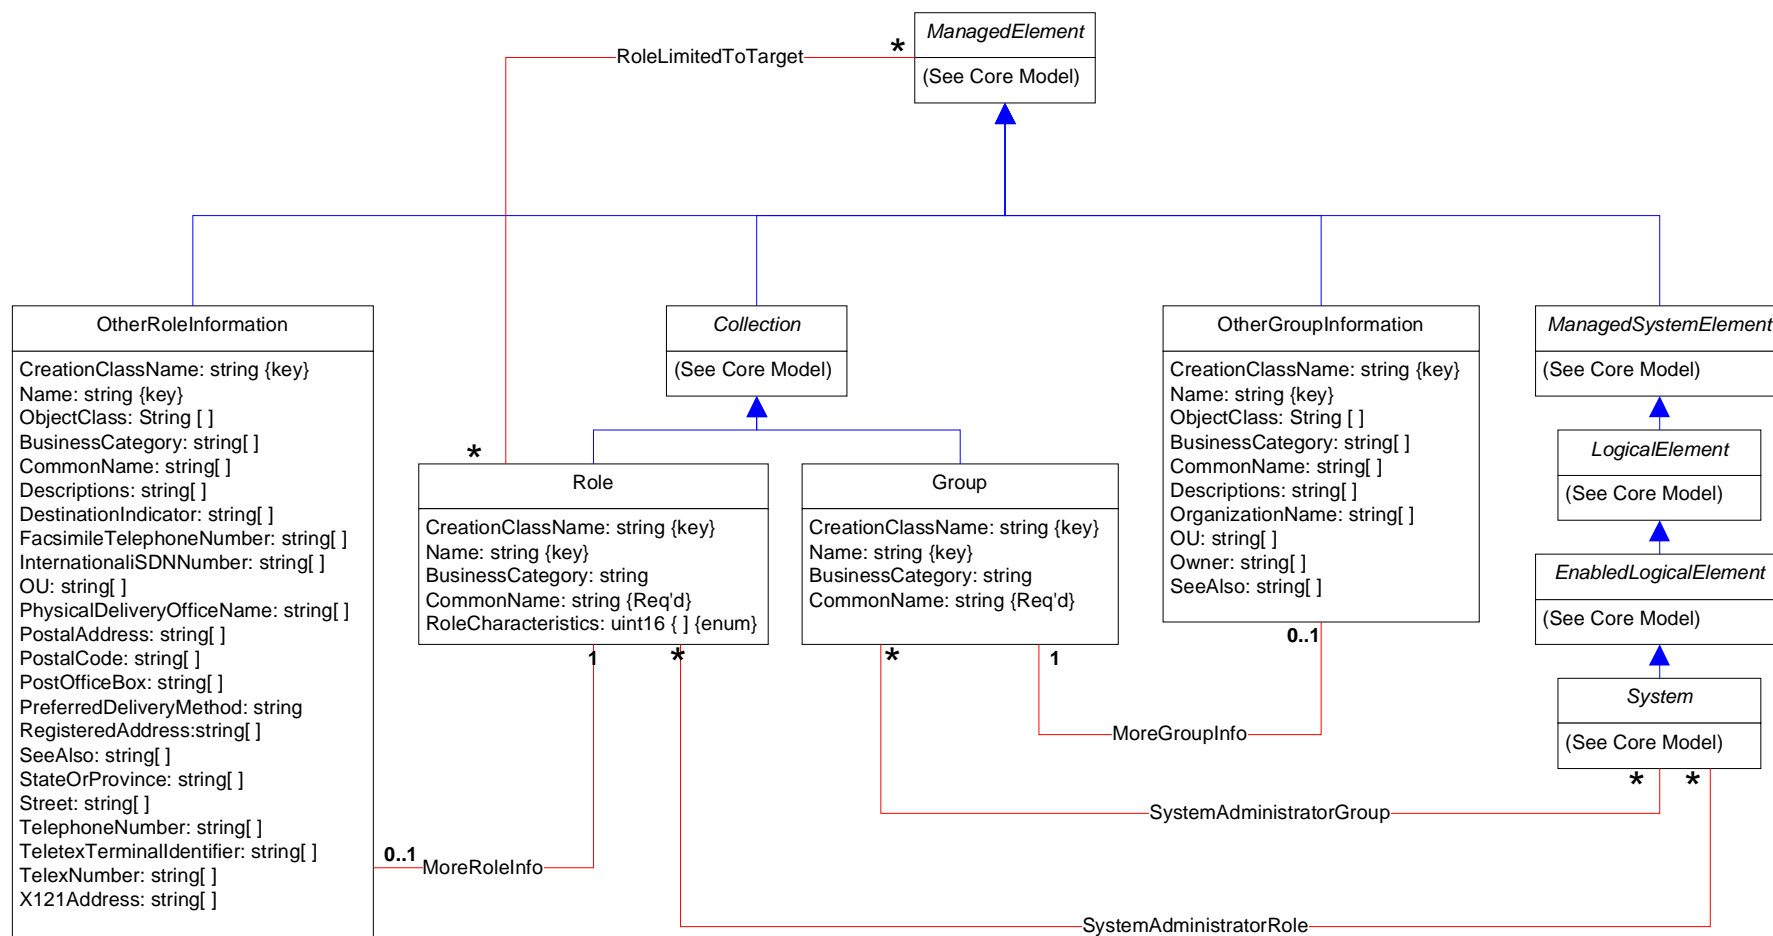 ManagedElement
(See Core Model)
*
RoleLimitedToTarget
*
OtherRoleInformation
CreationClassName: string {key}
Name: string {key}
ObjectClass: String [ ]
BusinessCategory: string[ ]
CommonName: string[ ]
Descriptions: string[ ]
DestinationIndicator: string[ ]
FacsimileTelephoneNumber: string[ ]
InternationaliSDNNumber: string[ ]
OU: string[ ]
PhysicalDeliveryOfficeName: string[ ]
PostalAddress: string[ ]
PostalCode: string[ ]
PostOfficeBox: string[ ]
PreferredDeliveryMethod: string
RegisteredAddress:string[ ]
SeeAlso: string[ ]
StateOrProvince: string[ ]
Street: string[ ]
TelephoneNumber: string[ ]
TeletexTerminalIdentifier: string[ ]
TelexNumber: string[ ]
X121Address: string[ ]
Collection
(See Core Model)
Role
CreationClassName: string {key}
Name: string {key}
BusinessCategory: string
CommonName: string {Req'd}
RoleCharacteristics: uint16 { ] {enum}
Group
CreationClassName: string {key}
Name: string {key}
BusinessCategory: string
CommonName: string {Req'd}
OtherGroupInformation
CreationClassName: string {key}
Name: string {key}
ObjectClass: String [ ]
BusinessCategory: string[ ]
CommonName: string[ ]
Descriptions: string[ ]
OrganizationName: string[ ]
OU: string[ ]
Owner: string[ ]
SeeAlso: string[ ]
ManagedSystemElement
(See Core Model)
LogicalElement
(See Core Model)
EnabledLogicalElement
(See Core Model)
System
(See Core Model)
1
*
*
1
0..1
MoreGroupInfo
*
*
SystemAdministratorGroup
0..1
MoreRoleInfo
SystemAdministratorRole